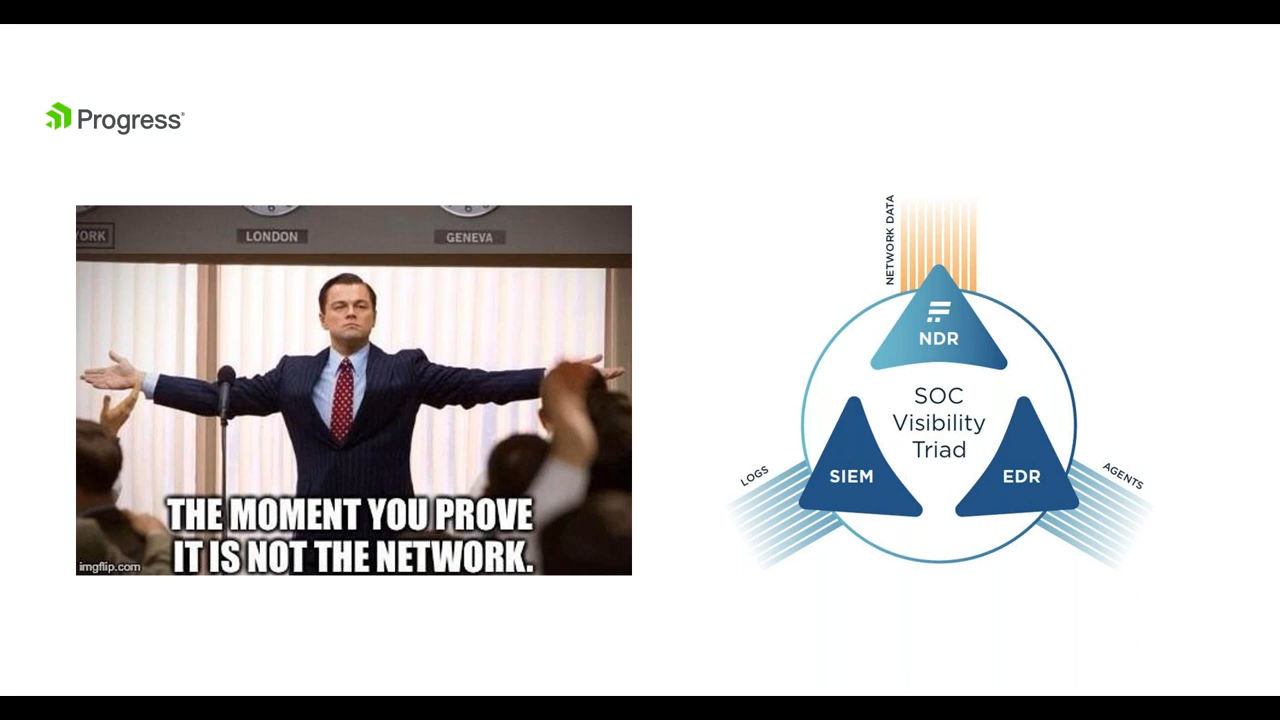 Progress®
YORK
LONDON
GENEVA
THE MOMENT YOU PROVE
IT IS NOT THE NETWORK.
imgflip.com
NETWORK DATA
NDR
SOC
Visibility
Triad
SIEM
EDR
LOGS
AGENTS